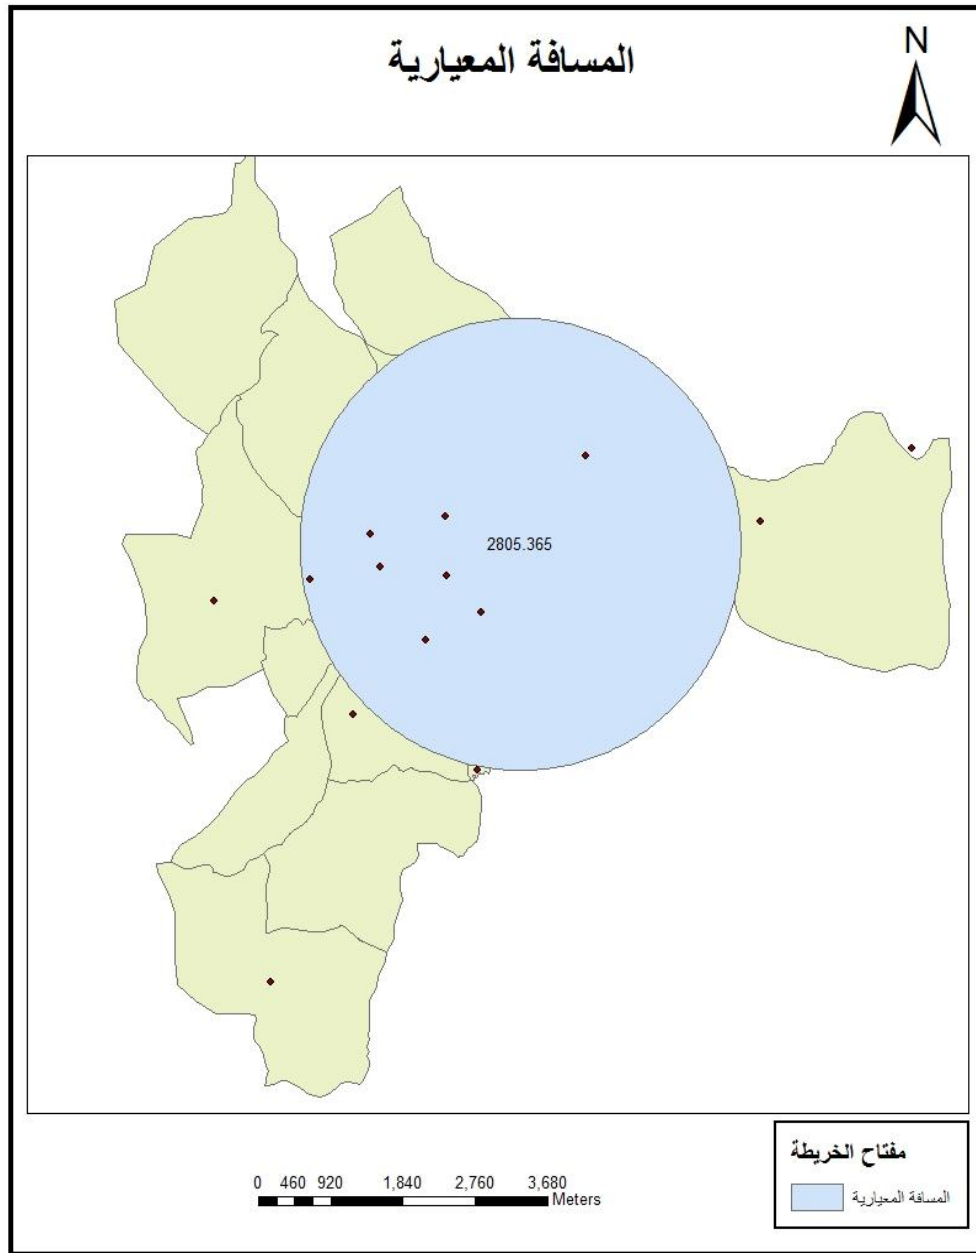 المسافة المعيارية
N
2805.365
0 460 920 1,840 2,760 3,680
Meters
مفتاح الخريطة
المسافة المعيارية